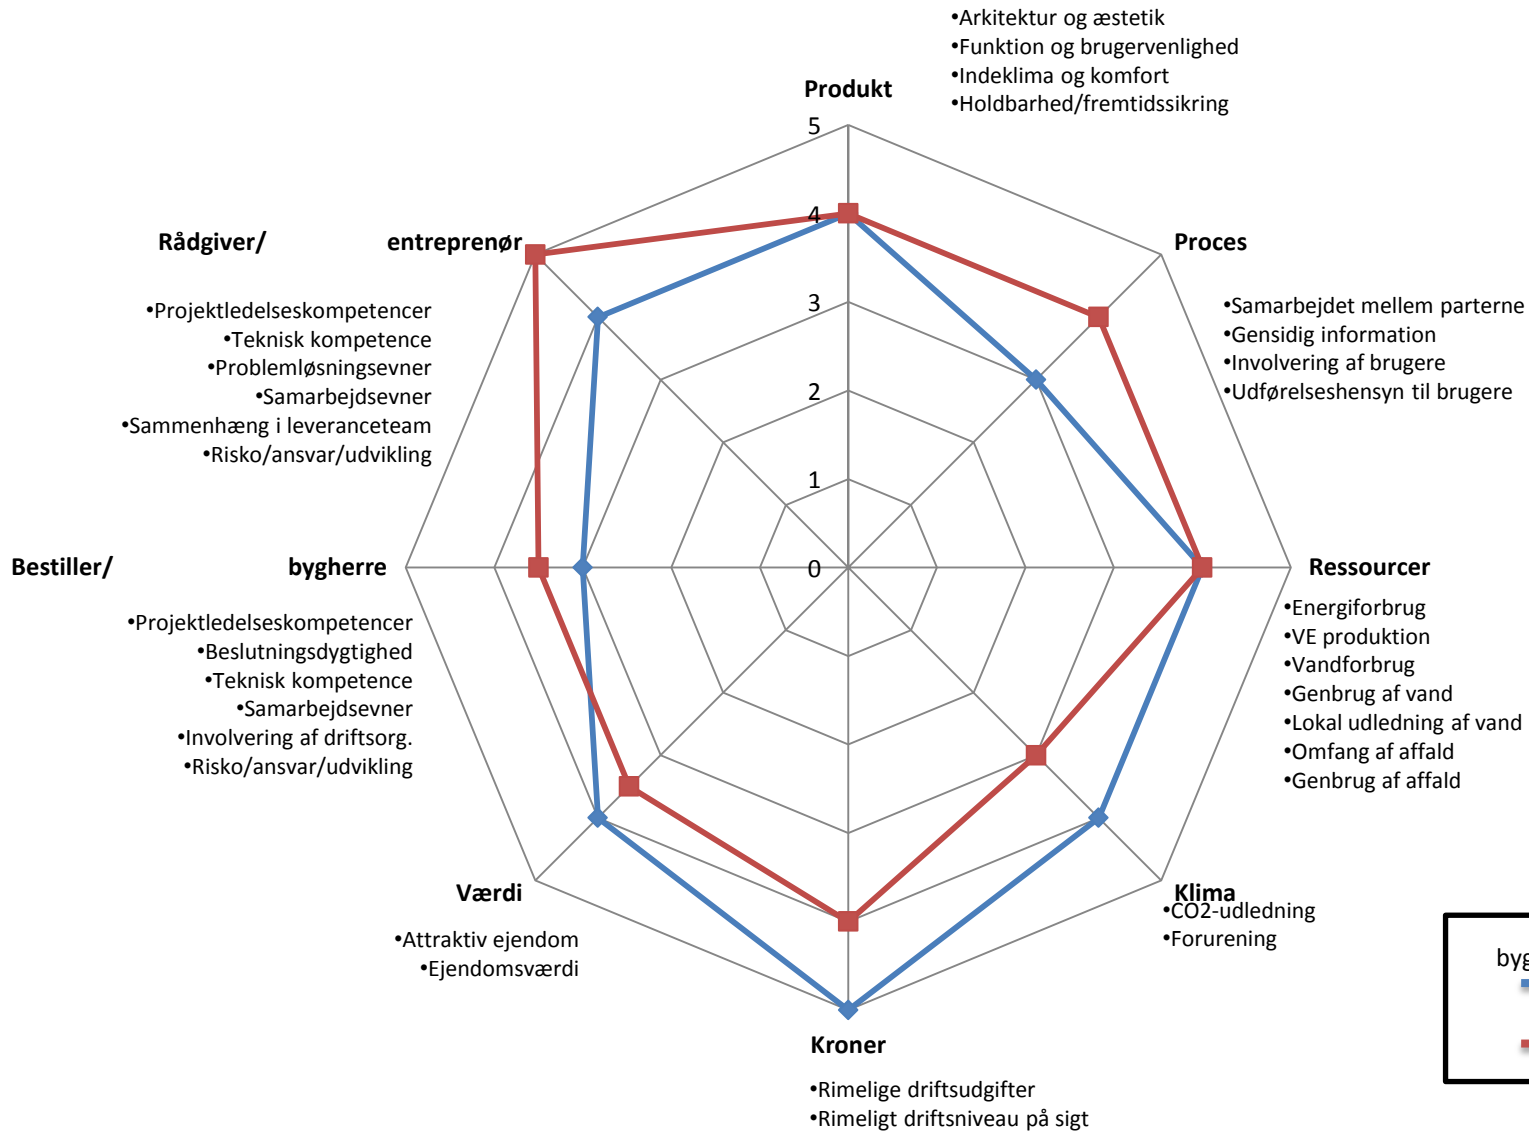 •Arkitektur og æstetik
•Funktion og brugervenlighed
•Indeklima og komfort
•Holdbarhed/fremtidssikring
Produkt
5
4
3
2
1
0
Proces
•Samarbejdet mellem parterne
•Gensidig information
•Involvering af brugere
•Udførelseshensyn til brugere
Ressourcer
•Energiforbrug
•VE produktion
•Vandforbrug
•Genbrug af vand
•Lokal udledning af vand
•Omfang af affald
•Genbrug af affald
Klima
•CO2-udledning
•Forurening
Kroner
•Rimelige driftsudgifter
•Rimeligt driftsniveau på sigt
Værdi
•Attraktiv ejendom
•Ejendomsværdi
Bestiller/ bygherre
•Projektledelseskompetencer
•Beslutningsdygtighed
•Teknisk kompetence
•Samarbejdsevner
•Involvering af driftsorg.
•Risko/ansvar/udvikling
Rådgiver/ entreprenør
•Projektledelseskompetencer
•Teknisk kompetence
•Problemløsningsevner
•Samarbejdsevner
•Sammenhæng i leveranceteam
•Risko/ansvar/udvikling